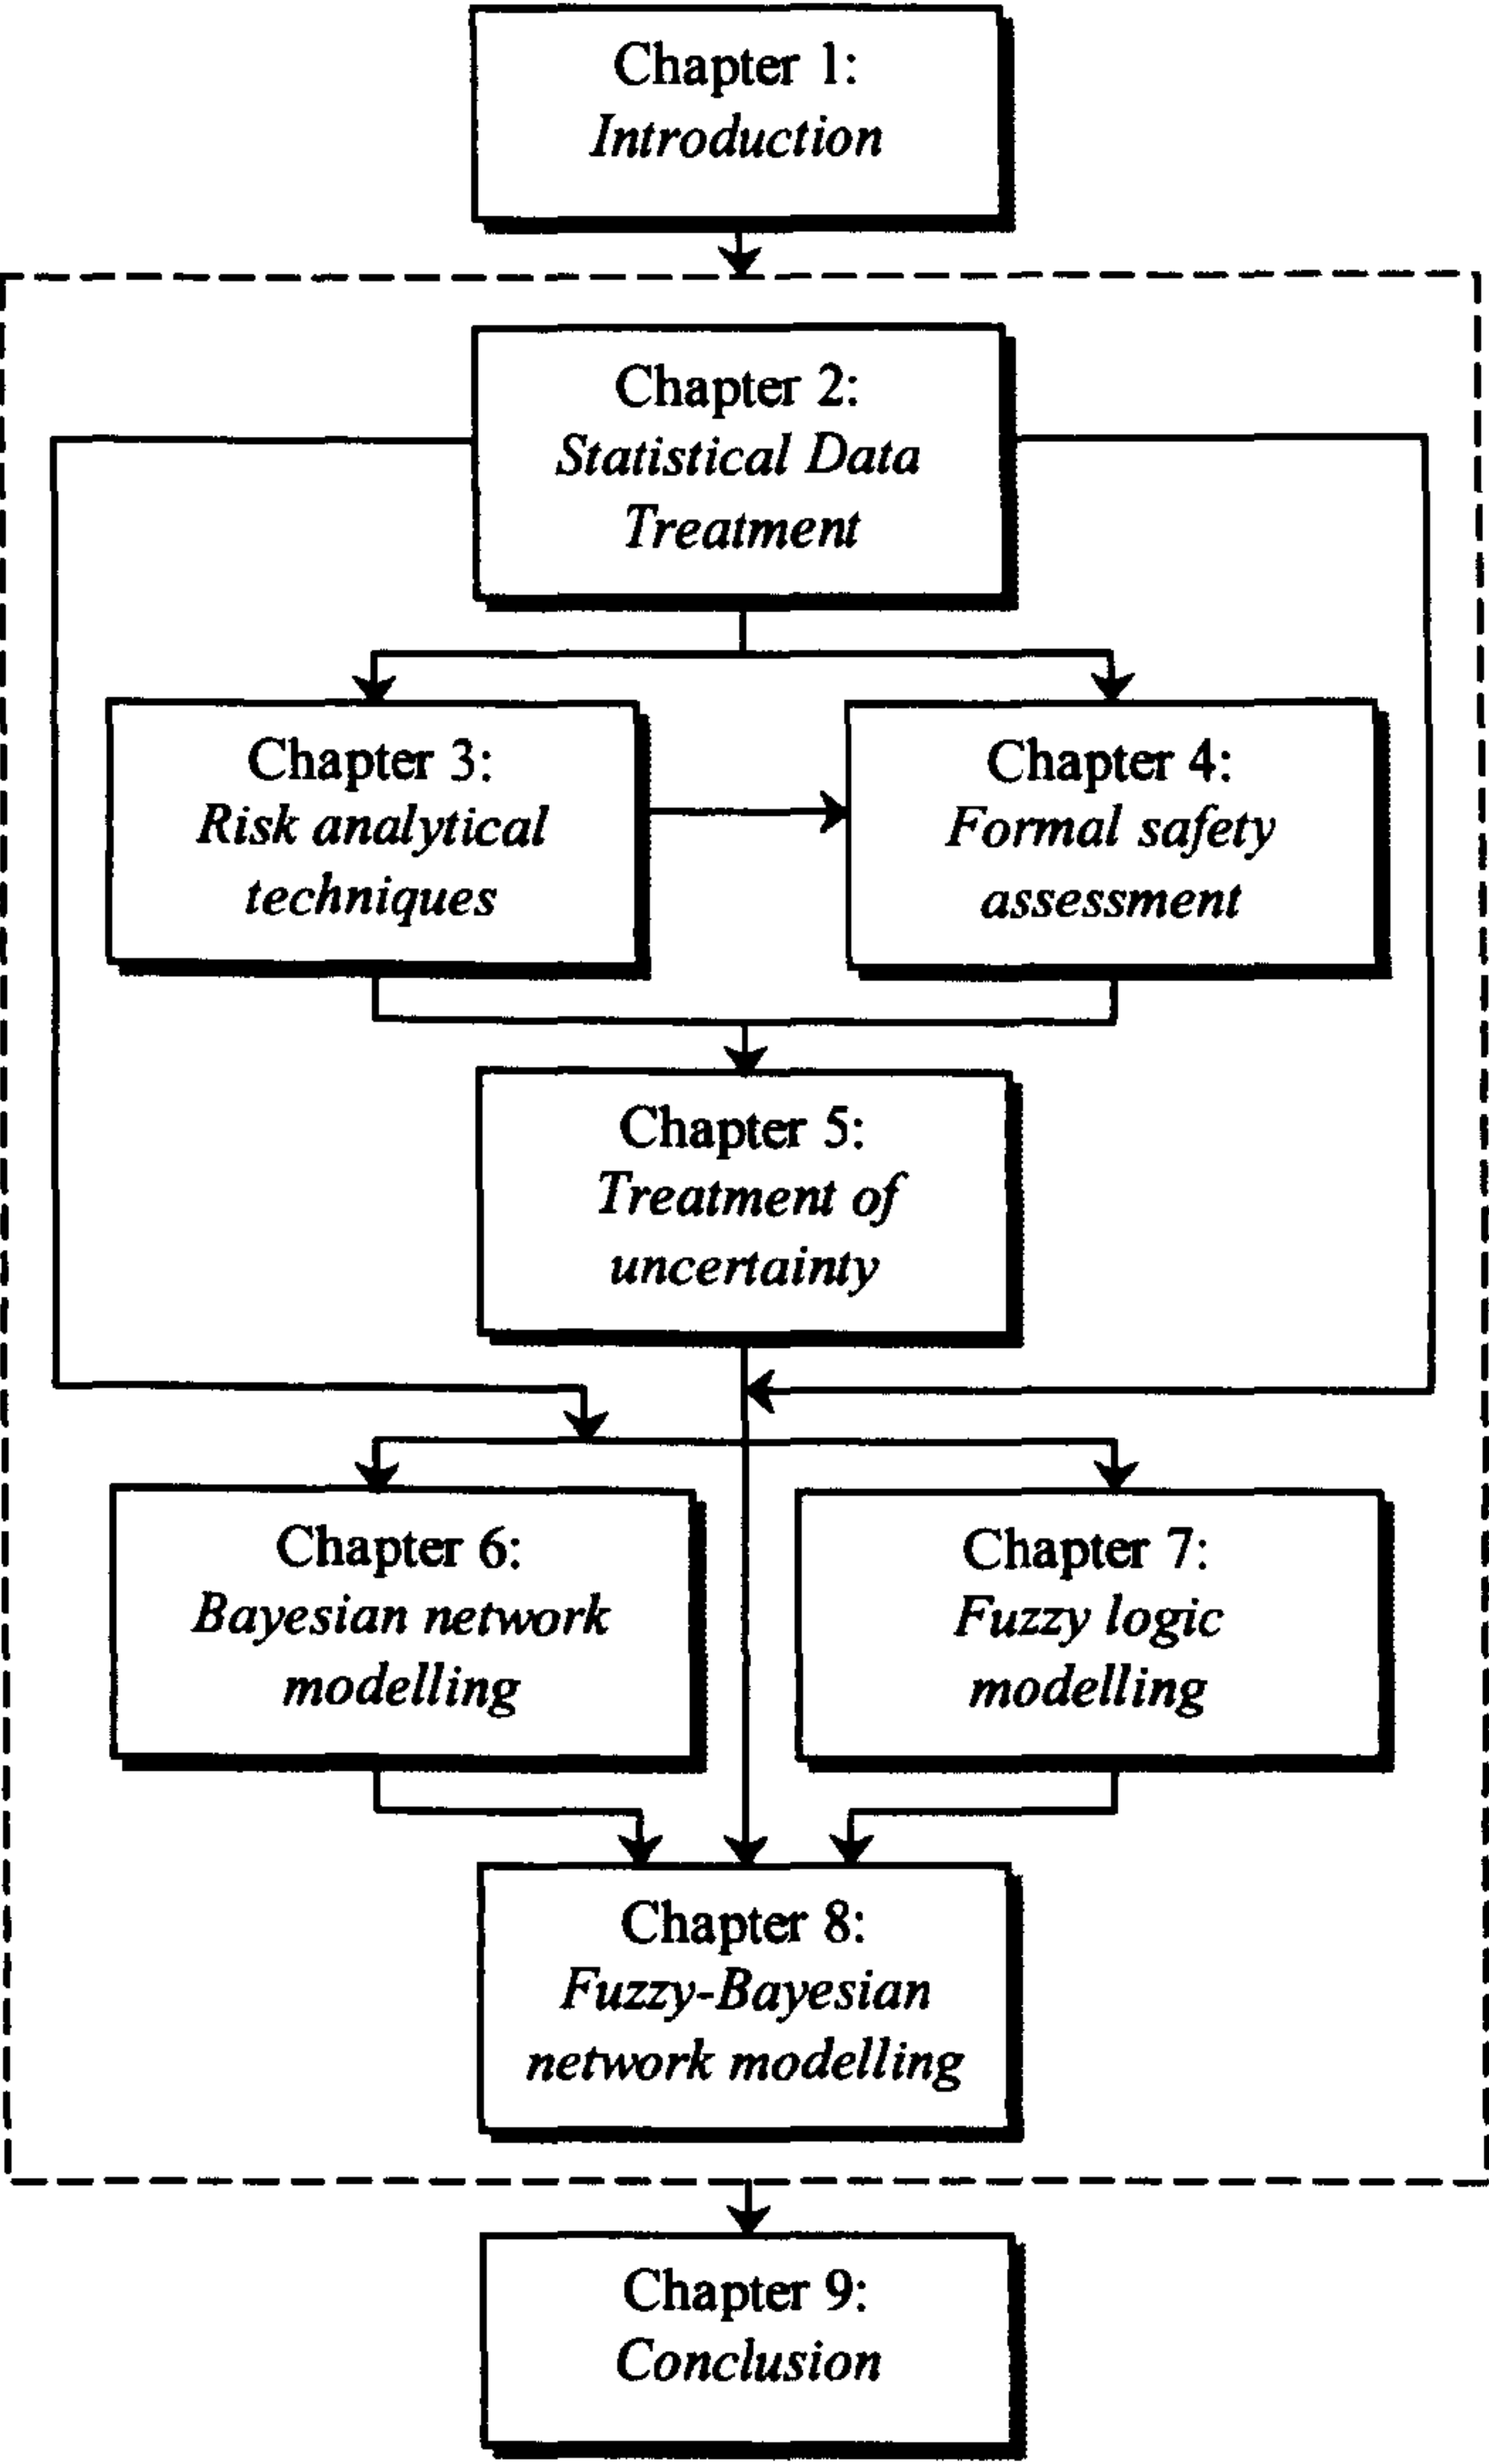 Chapter 1:
Introduction
Chapter 2:
Statistical Data
Treatment
Chapter 3:
Risk analytical
techniques
Chapter 4:
Formal safety
assessment
Chapter 5:
Treatment of
uncertainty
Chapter 6:
Bayesian network
modelling
Chapter 7:
Fuzzy logic
modelling
Chapter 8:
Fuzzy-Bayesian
network modelling
Chapter 9:
Conclusion